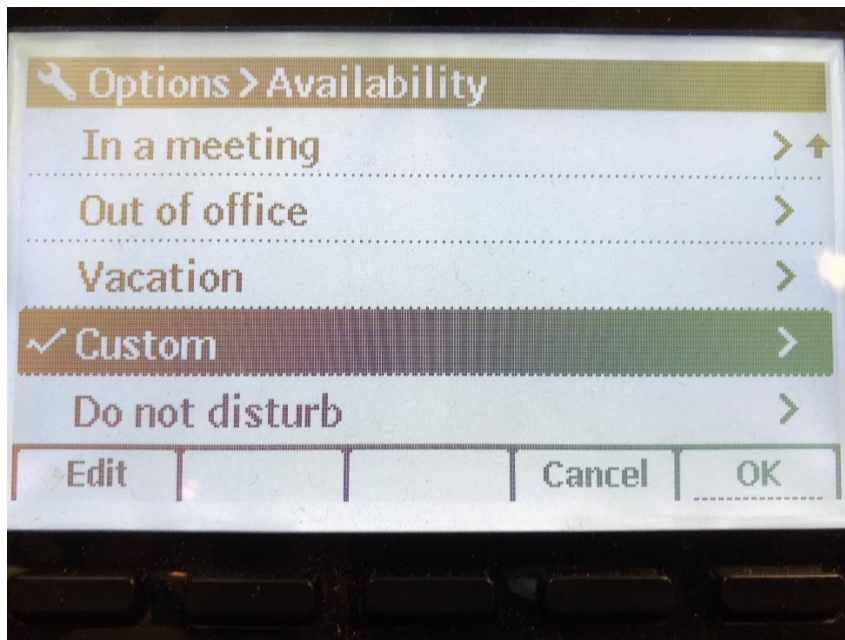 Options > Availability
In a meeting >
Out of office >
Vacation >
Custom >
Do not disturb >
Edit Cancel OK